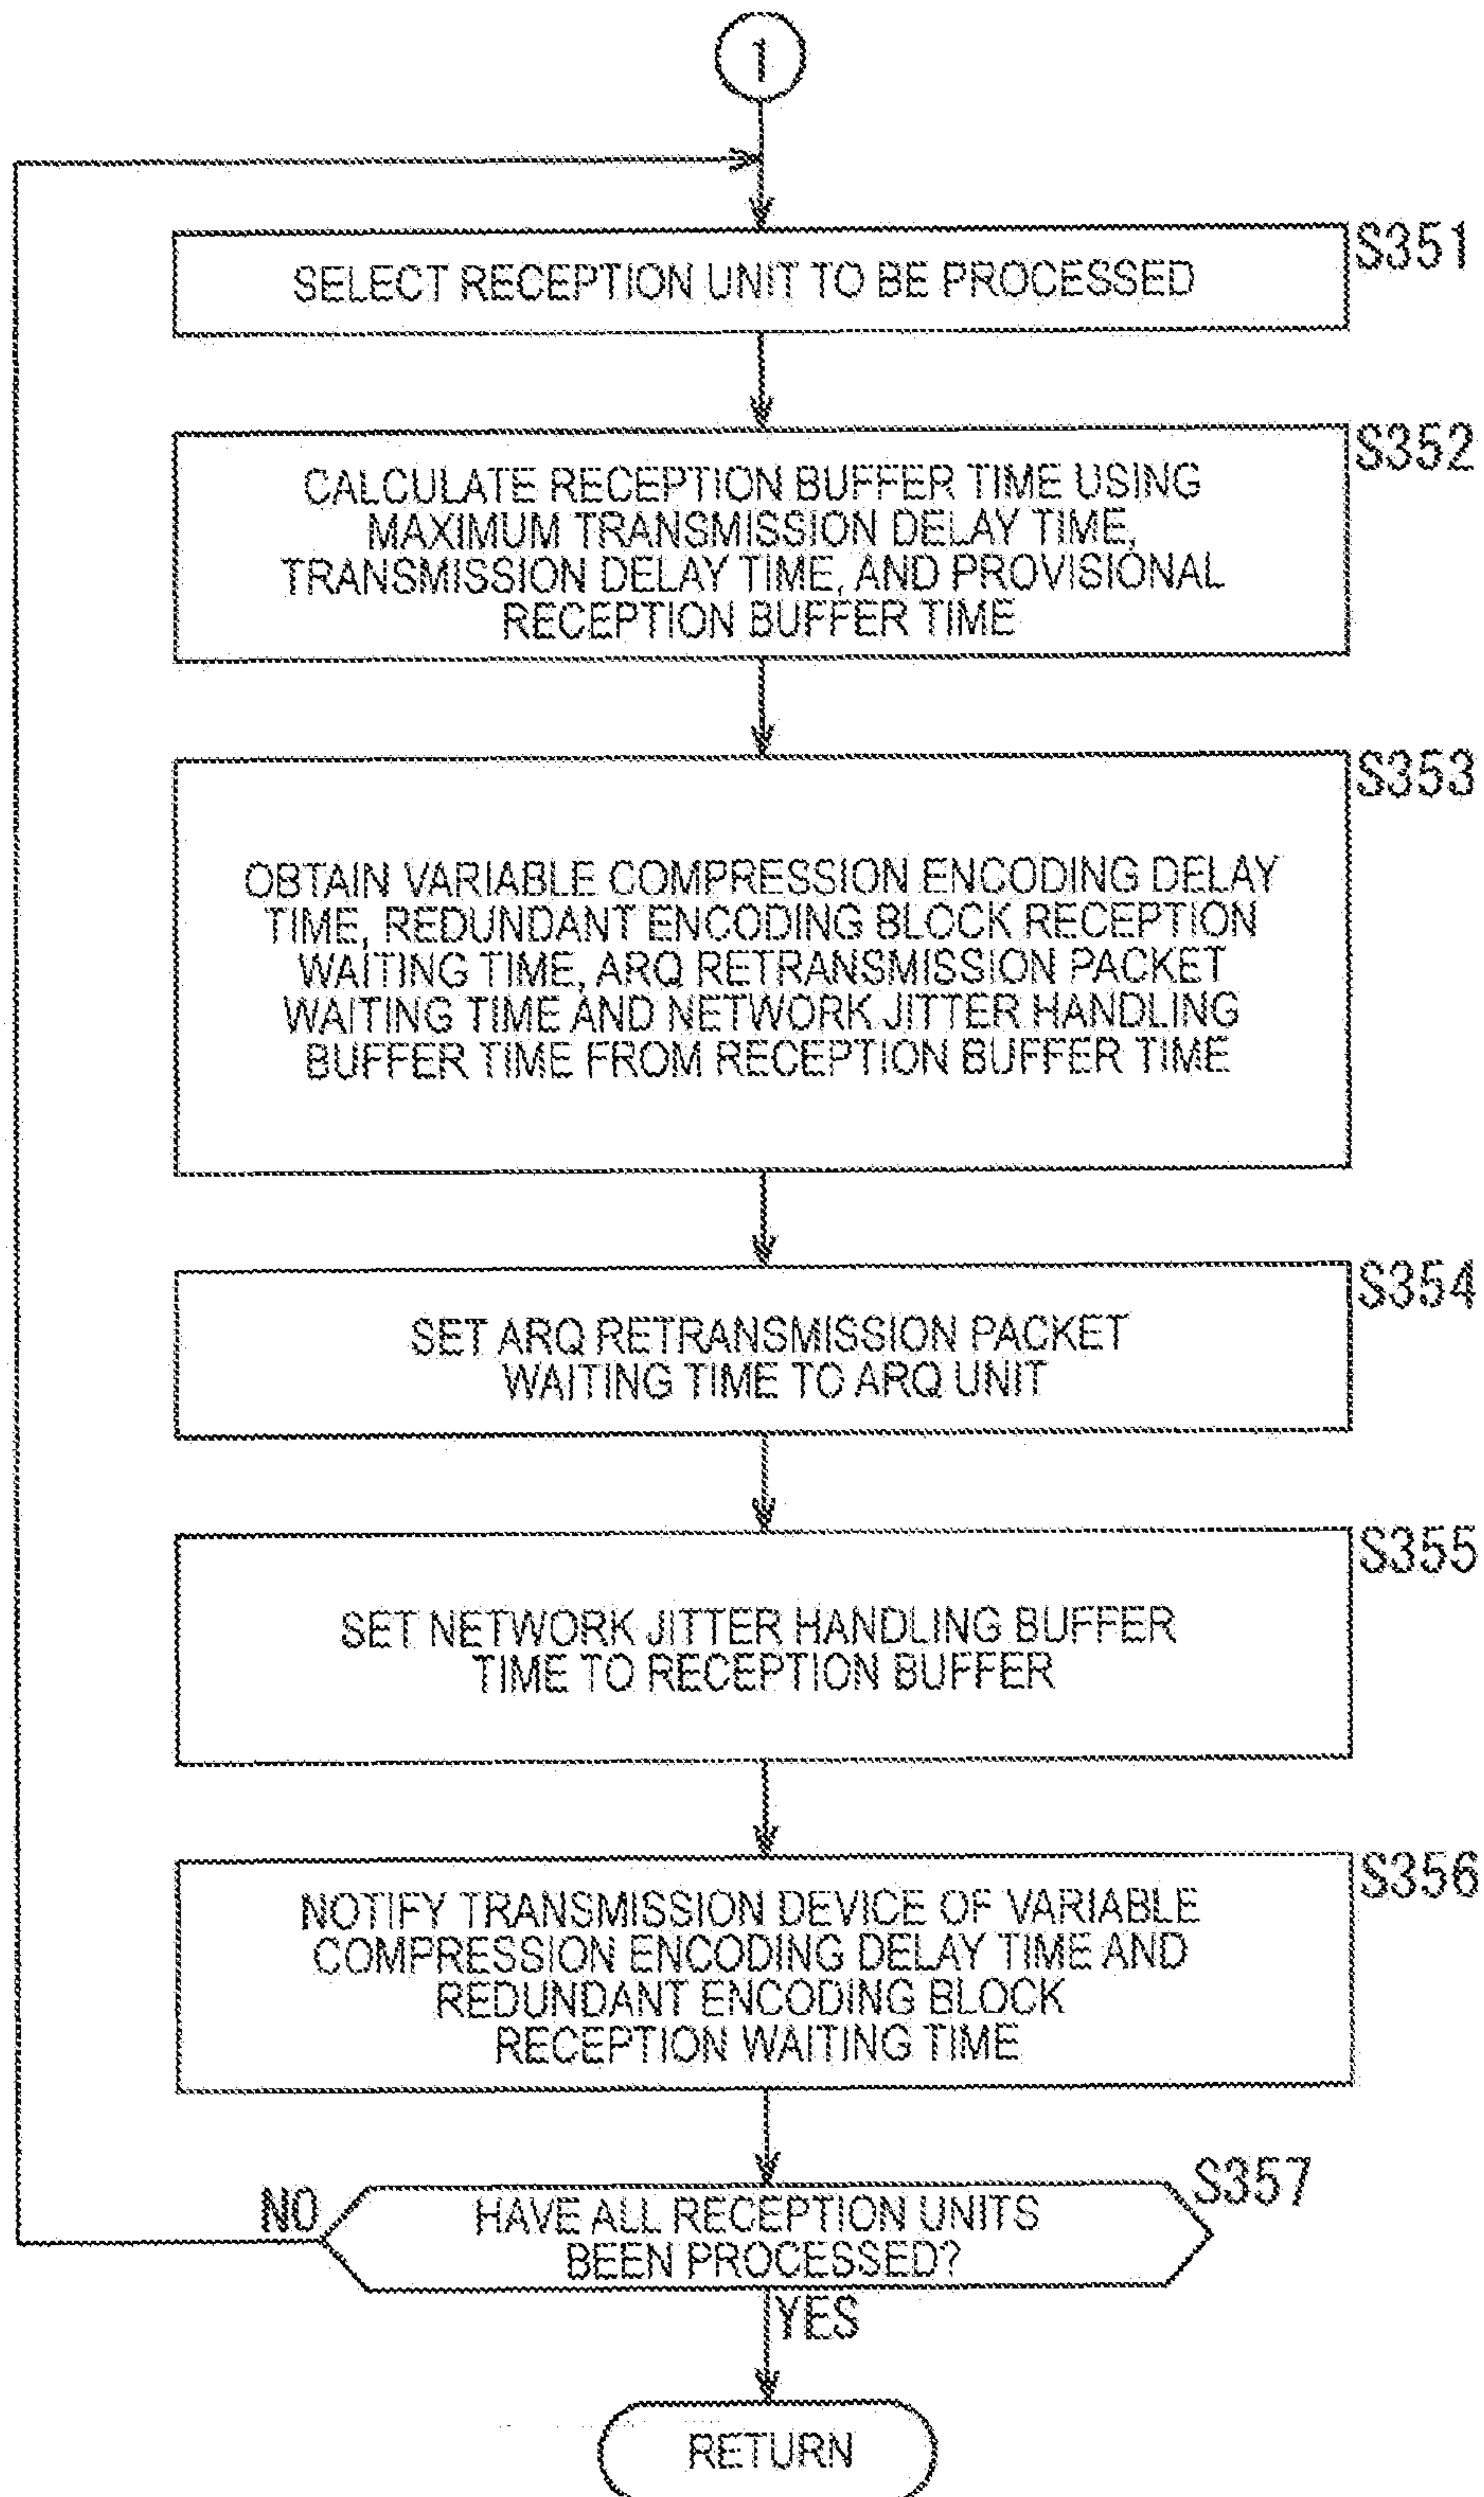 1
S351
SELECT RECEPTION UNIT TO BE PROCESSED
S352
CALCULATE RECEPTION BUFFER TIME USING
MAXIMUM TRANSMISSION DELAY TIME,
TRANSMISSION DELAY TIME, AND PROVISIONAL
RECEPTION BUFFER TIME
S353
OBTAIN VARIABLE COMPRESSION ENCODING DELAY
TIME, REDUNDANT ENCODING BLOCK RECEPTION
WAITING TIME, ARQ RETRANSMISSION PACKET
WAITING TIME AND NETWORK JITTER HANDLING
BUFFER TIME FROM RECEPTION BUFFER TIME
S354
SET ARQ RETRANSMISSION PACKET
WAITING TIME TO ARQ UNIT
S355
SET NETWORK JITTER HANDLING BUFFER
TIME TO RECEPTION BUFFER
S356
NOTIFY TRANSMISSION DEVICE OF VARIABLE
COMPRESSION ENCODING DELAY TIME AND
REDUNDANT ENCODING BLOCK
RECEPTION WAITING TIME
S357
NO
HAVE ALL RECEPTION UNITS
BEEN PROCESSED?
YES
RETURN